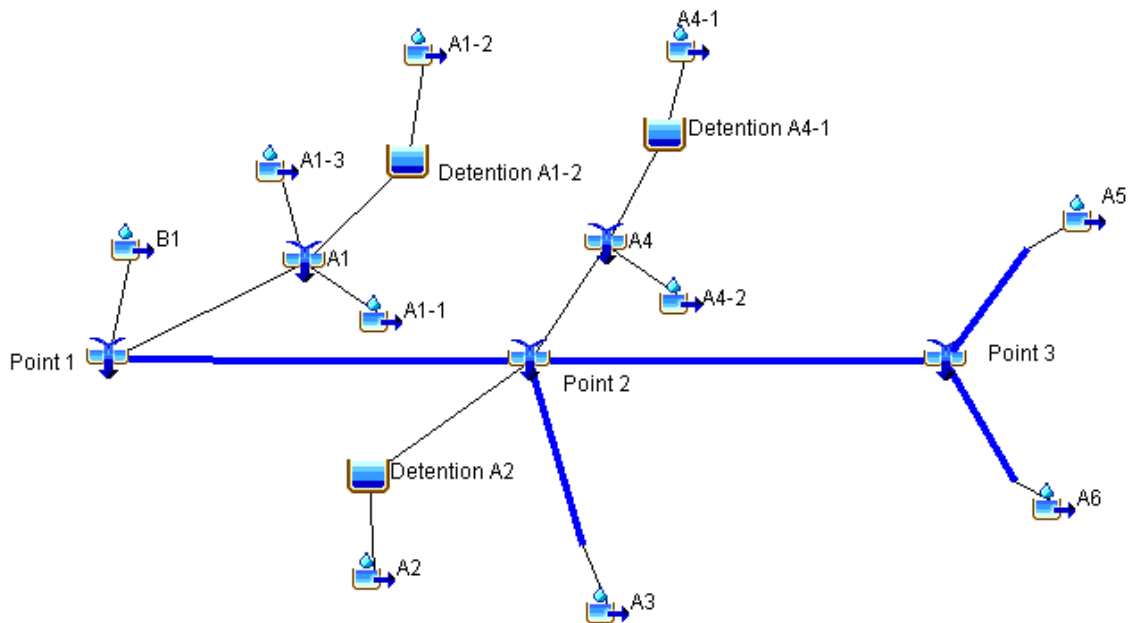 A1-2
A4-1
Detention A4-1
A1-3
Detention A1-2
A5
B1
A1
A4
A1-1
A4-2
Point 1
Point 2
Point 3
Detention A2
A6
A2
A3